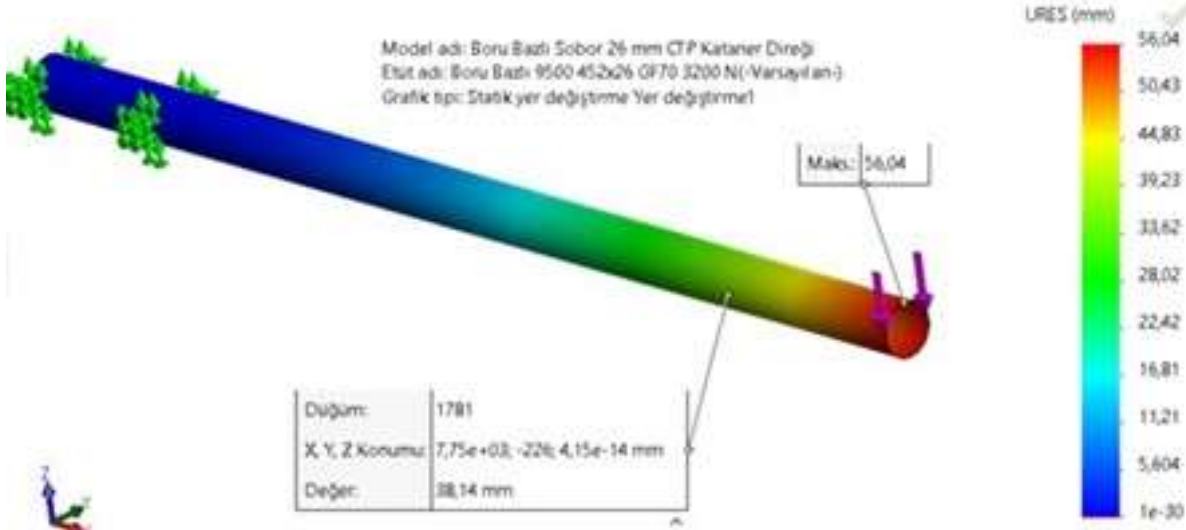 URES (mm)
Model adı: Boru Bazlı Sobor 26 mm CTP Kataner Direği
Etüt adı: Boru Bazlı 9500 452x26 GF70 3200 N(-Varsayılan-)
Grafik tipi: Statik yer değiştirme Yer değiştirme1
56,04
50,43
44,83
39,23
33,62
28,02
22,42
16,81
11,21
5,604
1e-30
Maks.: 56,04
Düğüm: 1781
X, Y, Z Konumu: 7,75e+03; -226; 4,15e-14 mm
Değer: 38,14 mm
Z